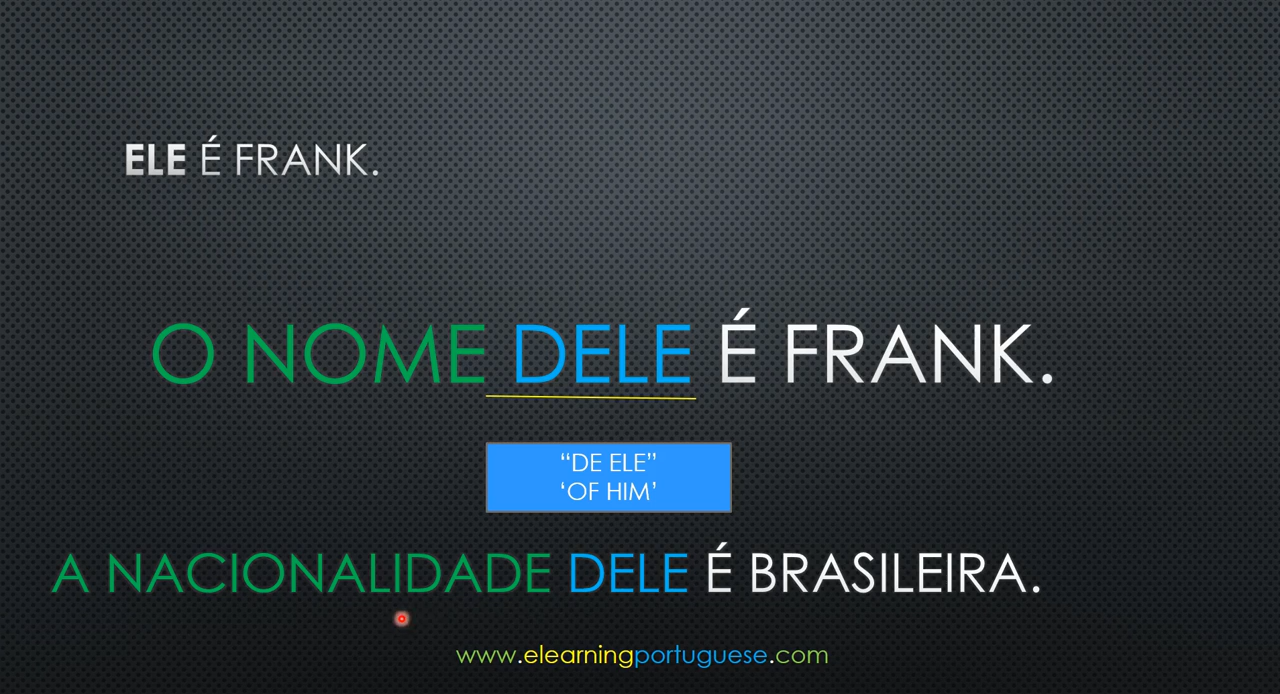 ELE É FRANK.
O NOME DELE É FRANK.
“DE ELE”
‘OF HIM’
A NACIONALIDADE DELE É BRASILEIRA.
www.elearningportuguese.com